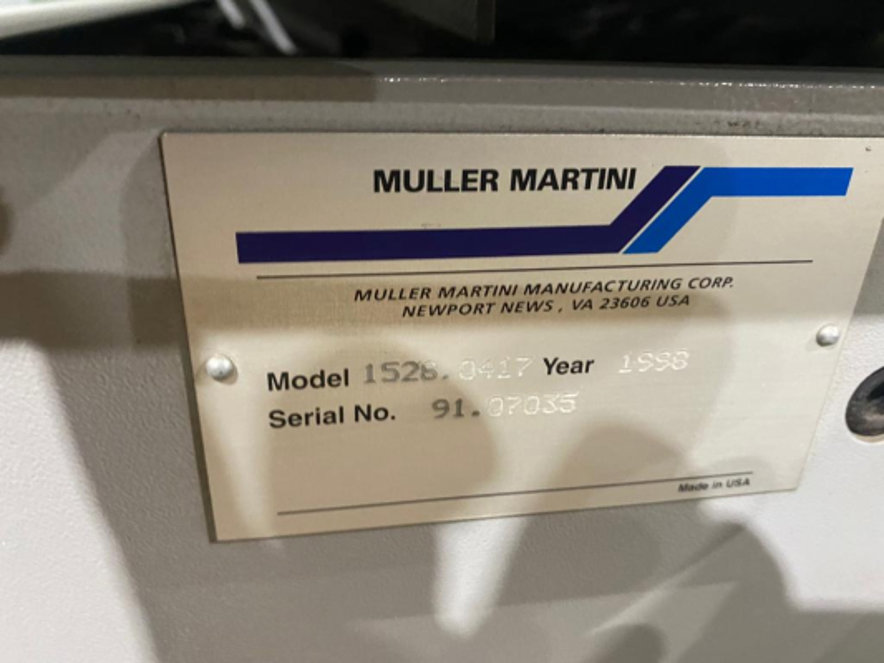 MULLER MARTINI
MULLER MARTINI MANUFACTURING CORP.
NEWPORT NEWS, VA 23606 USA
Model 1528.0417 Year 1998
Serial No. 91.07035
Made in USA